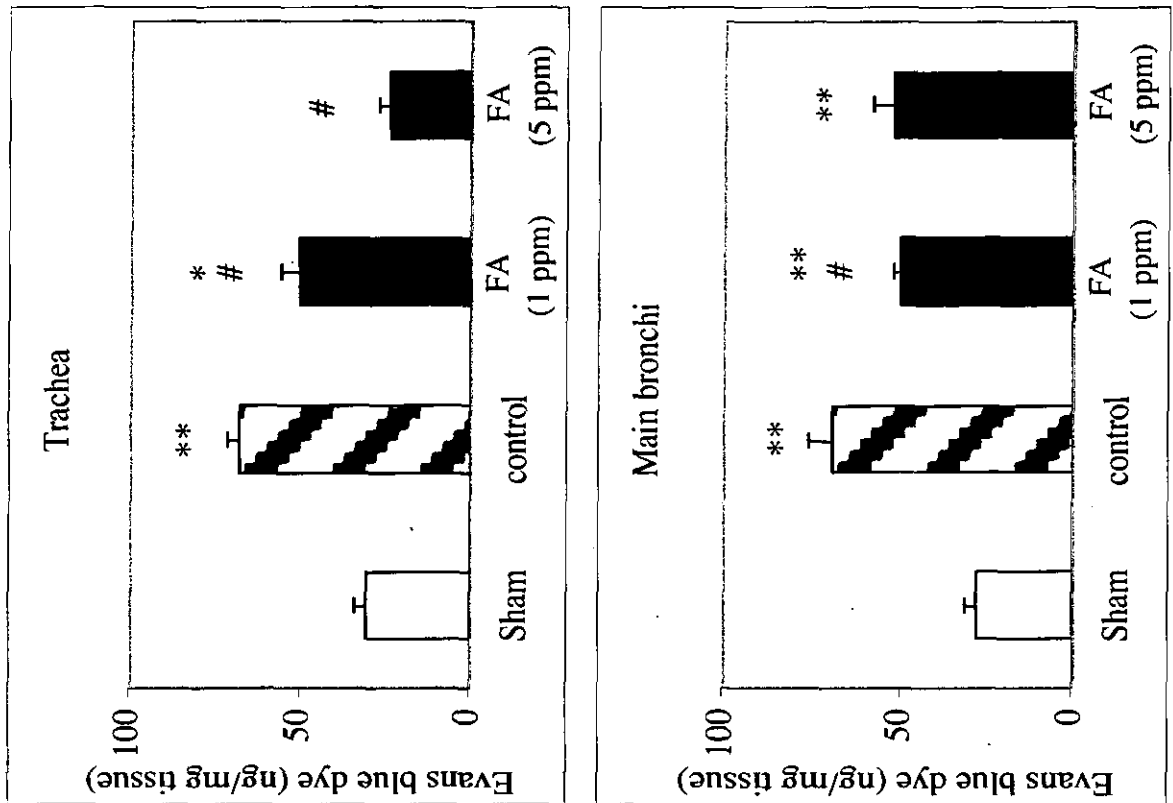 Trachea
Evans blue dye (ng/mg tissue)
100
50
0
**
*
#
#
Sham
control
FA
(1 ppm)
FA
(5 ppm)
Main bronchi
Evans blue dye (ng/mg tissue)
100
50
0
**
**
#
**
Sham
control
FA
(1 ppm)
FA
(5 ppm)